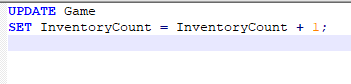 UPDATE Game
SET InventoryCount = InventoryCount + 1;